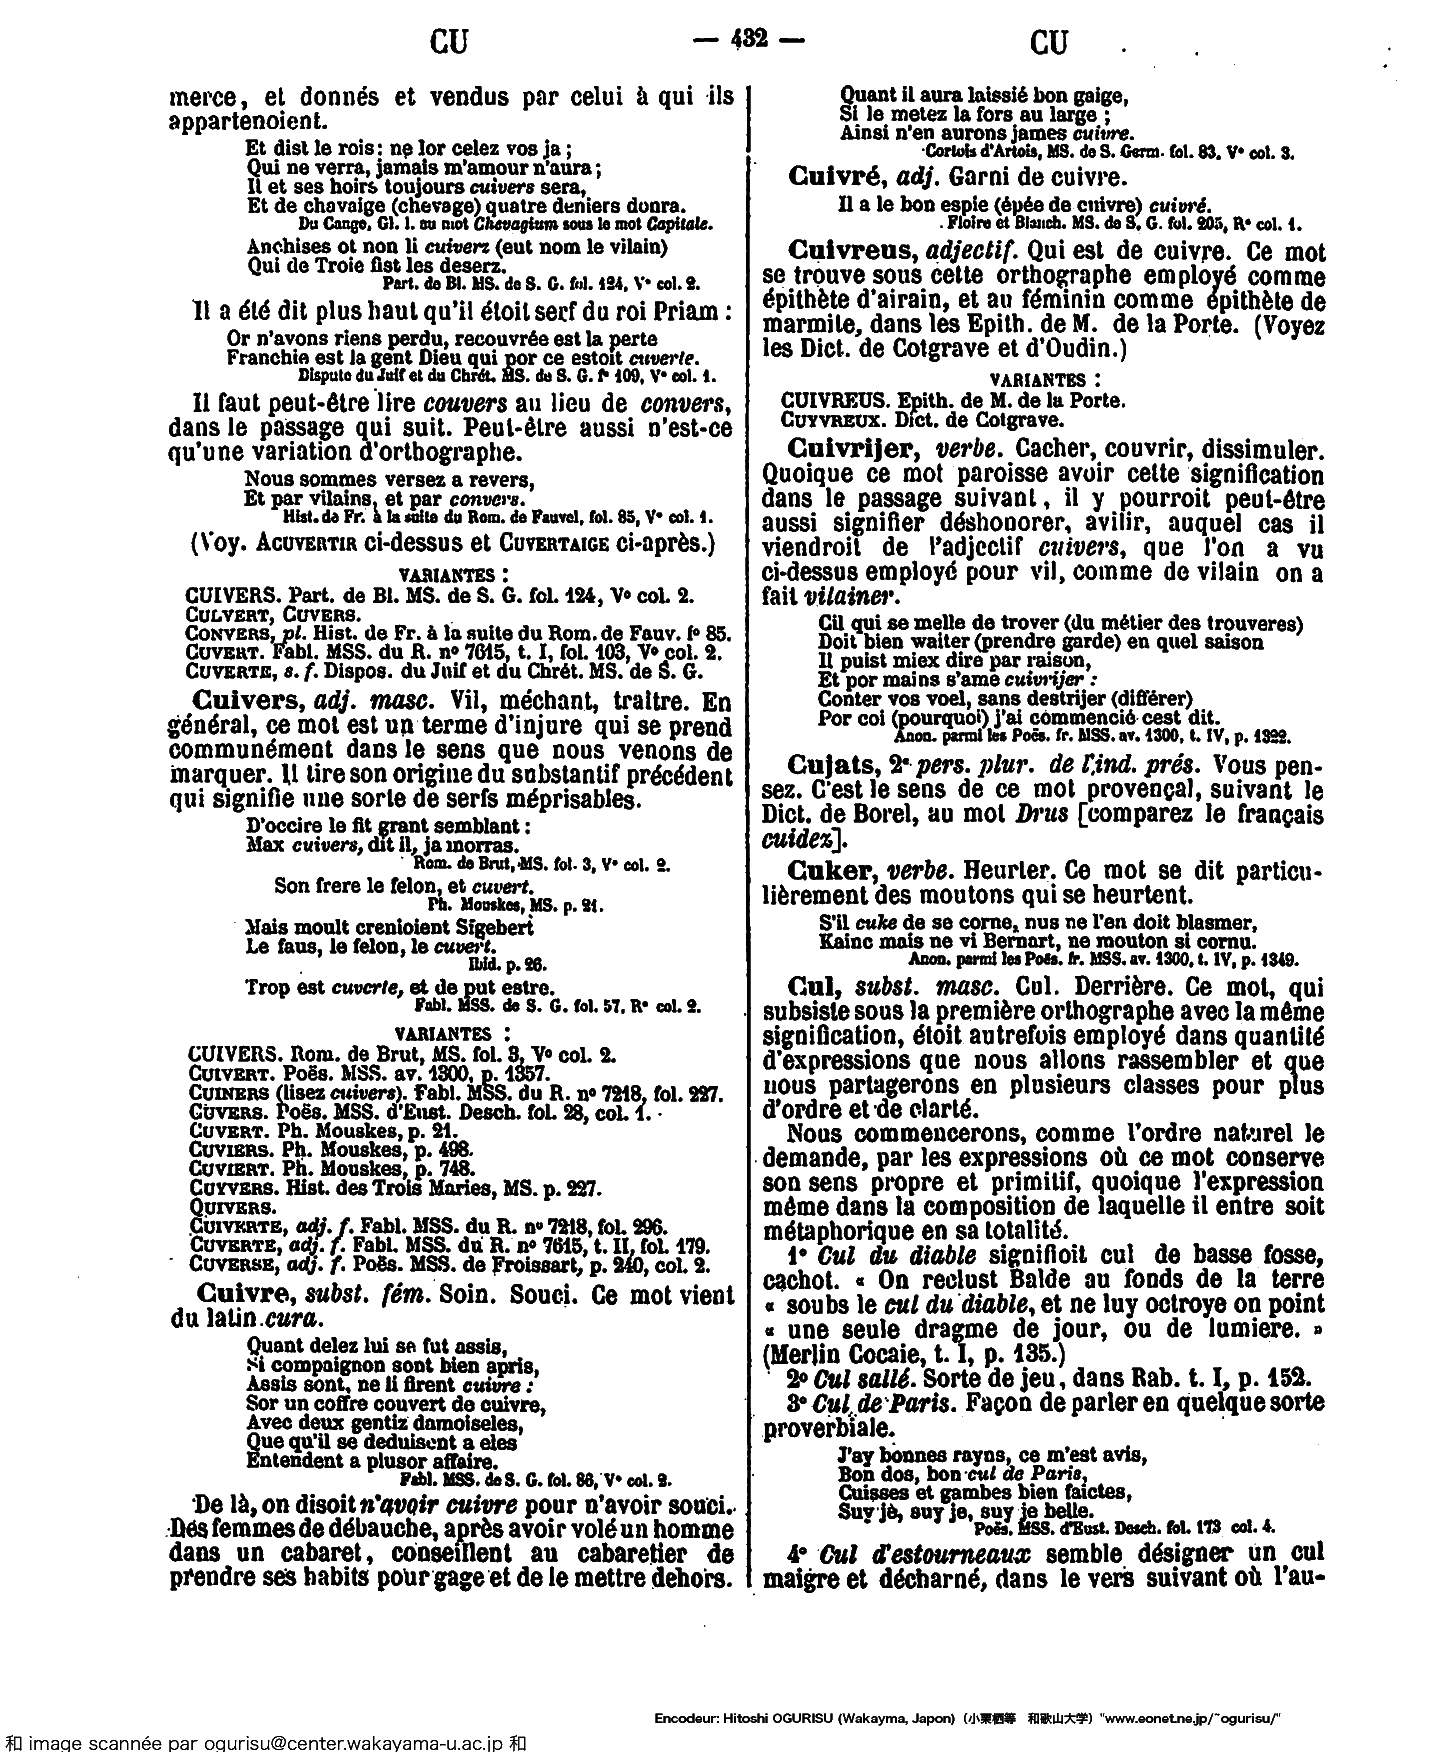 CU — 432 — CU
merce, et donnés et vendus par celui à qui ils
appartenoient.
Et dist le rois: ne lor celez vos ja ;
Qui ne verra, jamais m'amour n'aura ;
Il et ses hoirs toujours cuivers sera,
Et de chavaige (chevage) quatre deniers donra.
Du Cange, Gl. l. au mot Chevagium sous le mot Capitale.
Anchises ot non li cuiverz (eut nom le vilain)
Qui de Troie fist les deserz.
Part. de Bl. MS. de S. G. fol. 124, Vº col. 2.
Il a été dit plus haut qu'il étoit serf du roi Priam :
Or n'avons riens perdu, recouvrée est la perte
Franchie est la gent Dieu qui por ce estoit cuverte.
Dispute du Juif et du Chrét. MS. de S. G. fº 109, Vº col. 1.
Il faut peut-être lire couvers au lieu de convers,
dans le passage qui suit. Peut-être aussi n'est-ce
qu'une variation d'orthographe.
Nous sommes versez a revers,
Et par vilains, et par convers.
Hist. de Fr. à la suite du Rom. de Fauvel, fol. 85, Vº col. 1.
(Voy. ACUVERTIR ci-dessus et CUVERTAIGE ci-après.)
VARIANTES :
CUIVERS. Part. de Bl. MS. de S. G. fol. 124, Vº col. 2.
CULVERT, CUVERS.
CONVERS, pl. Hist. de Fr. à la suite du Rom. de Fauv. fº 85.
CUVERT. Fabl. MSS. du R. nº 7615, t. I, fol. 103, Vº col. 2.
CUVERTE, s. f. Dispos. du Juif et du Chrét. MS. de S. G.
Cuivers, adj. masc. Vil, méchant, traître. En
général, ce mot est un terme d'injure qui se prend
communément dans le sens que nous venons de
marquer. Il tire son origine du substantif précédent
qui signifie une sorte de serfs méprisables.
D'occire le fit grant semblant :
Max cuivers, dit il, ja morras.
Rom. de Brut, MS. fol. 3, Vº col. 2.
Son frere le felon, et cuvert.
Ph. Mouskes, MS. p. 21.
Mais moult crenioient Sigebert
Le faus, le felon, le cuvert.
Ibid. p. 26.
Trop est cuverte, et de put estre.
Fabl. MSS. de S. G. fol. 57, Rº col. 2.
VARIANTES :
CUIVERS. Rom. de Brut, MS. fol. 3, Vº col. 2.
CUIVERT. Poës. MSS. av. 1300, p. 1357.
CUINERS (lisez cuivers). Fabl. MSS. du R. nº 7218, fol. 227.
CUVERS. Poës. MSS. d'Eust. Desch. fol. 28, col. 1.
CUVERT. Ph. Mouskes, p. 21.
CUVIERS. Ph. Mouskes, p. 498.
CUVIERT. Ph. Mouskes, p. 748.
CUYVERS. Hist. des Trois Maries, MS. p. 227.
QUIVERS.
CUIVERTE, adj. f. Fabl. MSS. du R. nº 7218, fol. 296.
CUVERTE, adj. f. Fabl. MSS. du R. nº 7615, t. II, fol. 179.
CUVERSE, adj. f. Poës. MSS. de Froissart, p. 240, col. 2.
Cuivre, subst. fém. Soin. Souci. Ce mot vient
du latin cura.
Quant delez lui se fut assis,
Si compaignon sont bien apris,
Assis sont, ne li firent cuivre :
Sor un coffre couvert de cuivre,
Avec deux gentiz damoiseles,
Que qu'il se deduisent a eles
Entendent a plusor affaire.
Fabl. MSS. de S. G. fol. 86, Vº col. 2.
De là, on disoit n'avoir cuivre pour n'avoir souci.
Des femmes de débauche, après avoir volé un homme
dans un cabaret, conseillent au cabaretier de
prendre ses habits pour gage et de le mettre dehors.
Quant il aura laissié bon gaige,
Si le metez la fors au large ;
Ainsi n'en aurons james cuivre.
Cortois d'Artois, MS. de S. Germ. fol. 83, Vº col. 3.
Cuivré, adj. Garni de cuivre.
Il a le bon espie (épée de cuivre) cuivré.
Floire et Blanch. MS. de S. G. fol. 205, Rº col. 1.
Cuivreus, adjectif. Qui est de cuivre. Ce mot
se trouve sous cette orthographe employé comme
épithète d'airain, et au féminin comme épithète de
marmite, dans les Epith. de M. de la Porte. (Voyez
les Dict. de Cotgrave et d'Oudin.)
VARIANTES :
CUIVREUS. Epith. de M. de la Porte.
CUYVREUX. Dict. de Cotgrave.
Cuivrijer, verbe. Cacher, couvrir, dissimuler.
Quoique ce mot paroisse avoir cette signification
dans le passage suivant, il y pourroit peut-être
aussi signifier déshonorer, avilir, auquel cas il
viendroit de l'adjectif cuivers, que l'on a vu
ci-dessus employé pour vil, comme de vilain on a
fait vilainer.
Cil qui se melle de trover (du métier des trouveres)
Doit bien waiter (prendre garde) en quel saison
Il puist miex dire par raison,
Et por mains s'ame cuivrijer :
Conter vos voel, sans destrijer (différer)
Por coi (pourquoi) j'ai commencié cest dit.
Anon. parmi les Poës. fr. MSS. av. 1300, t. IV, p. 1322.
Cujats, 2º pers. plur. de l'ind. prés. Vous pen-
sez. C'est le sens de ce mot provençal, suivant le
Dict. de Borel, au mot Drus [comparez le français
cuidez].
Cuker, verbe. Heurter. Ce mot se dit particu-
lièrement des moutons qui se heurtent.
S'il cuke de se corne, nus ne l'en doit blasmer,
Kainc mais ne vi Bernart, ne mouton si cornu.
Anon. parmi les Poës. fr. MSS. av. 1300, t. IV, p. 1349.
Cul, subst. masc. Cul. Derrière. Ce mot, qui
subsiste sous la première orthographe avec la même
signification, étoit autrefois employé dans quantité
d'expressions que nous allons rassembler et que
nous partagerons en plusieurs classes pour plus
d'ordre et de clarté.
Nous commencerons, comme l'ordre naturel le
demande, par les expressions où ce mot conserve
son sens propre et primitif, quoique l'expression
même dans la composition de laquelle il entre soit
métaphorique en sa totalité.
1º Cul du diable signifioit cul de basse fosse,
cachot. « On reclust Balde au fonds de la terre
« soubs le cul du diable, et ne luy octroye on point
« une seule dragme de jour, ou de lumiere. »
(Merlin Cocaie, t. I, p. 135.)
2º Cul sallé. Sorte de jeu, dans Rab. t. I, p. 152.
3º Cul de Paris. Façon de parler en quelque sorte
proverbiale.
J'ay bonnes rayns, ce m'est avis,
Bon dos, bon cul de Paris,
Cuisses et gambes bien faictes,
Suy je, suy je, suy je belle.
Poës. MSS. d'Eust. Desch. fol. 173 col. 4.
4º Cul d'estourneaux semble désigner un cul
maigre et décharné, dans le vers suivant où l'au-
Encodeur: Hitoshi OGURISU (Wakayma, Japon) (小栗栖等 和歌山大学) "www.eonet.ne.jp/~ogurisu/"
和 image scannée par ogurisu@center.wakayama-u.ac.jp 和